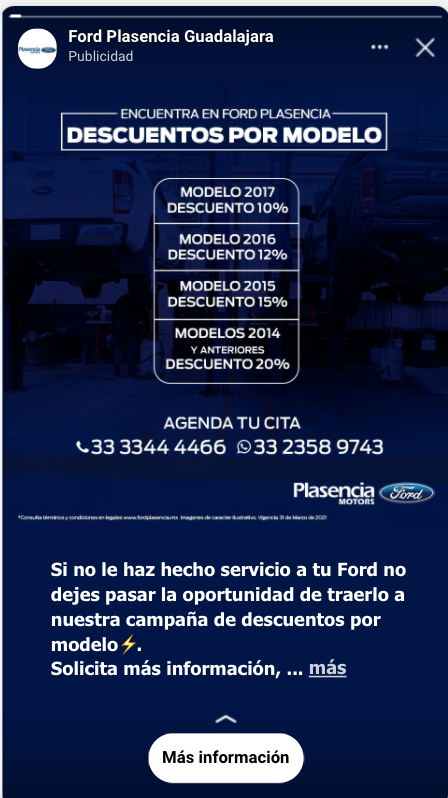 Ford Plasencia Guadalajara
Publicidad
ENCUENTRA EN FORD PLASENCIA
DESCUENTOS POR MODELO
MODELO 2017
DESCUENTO 10%
MODELO 2016
DESCUENTO 12%
MODELO 2015
DESCUENTO 15%
MODELOS 2014
Y ANTERIORES
DESCUENTO 20%
AGENDA TU CITA
33 3344 4466 33 2358 9743
Plasencia Ford
MOTORS
*Consulta términos y condiciones en legales www.fordplasencia.mx Imagenes de caracter ilustrativo. Vigencia 31 de Marzo de 2021
Si no le haz hecho servicio a tu Ford no
dejes pasar la oportunidad de traerlo a
nuestra campaña de descuentos por
modelo⚡.
Solicita más información, ... más
Más información